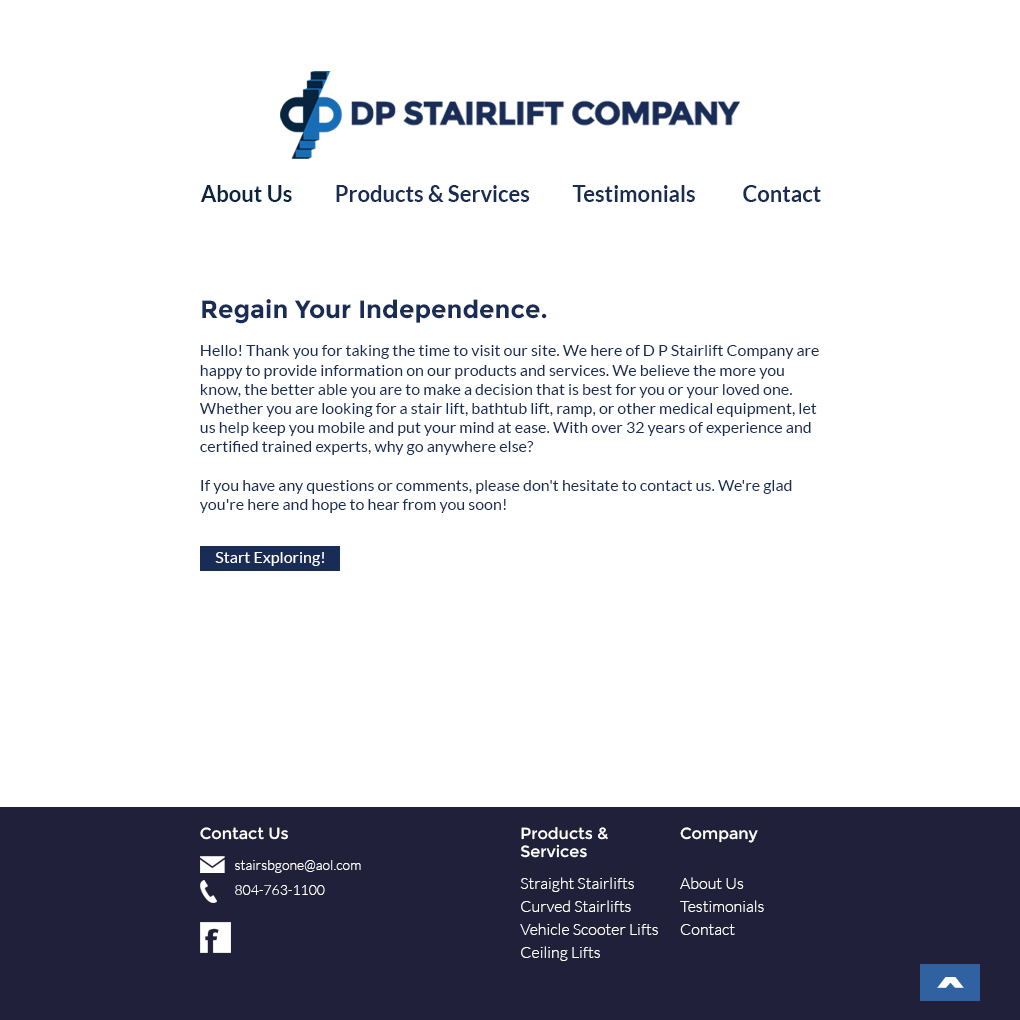 DP STAIRLIFT COMPANY
About Us
Products & Services
Testimonials
Contact
Regain Your Independence.
Hello! Thank you for taking the time to visit our site. We here of D P Stairlift Company are
happy to provide information on our products and services. We believe the more you
know, the better able you are to make a decision that is best for you or your loved one.
Whether you are looking for a stair lift, bathtub lift, ramp, or other medical equipment, let
us help keep you mobile and put your mind at ease. With over 32 years of experience and
certified trained experts, why go anywhere else?
If you have any questions or comments, please don't hesitate to contact us. We're glad
you're here and hope to hear from you soon!
Start Exploring!
Contact Us
stairsbgone@aol.com
804-763-1100
Products &
Services
Straight Stairlifts
Curved Stairlifts
Vehicle Scooter Lifts
Ceiling Lifts
Company
About Us
Testimonials
Contact